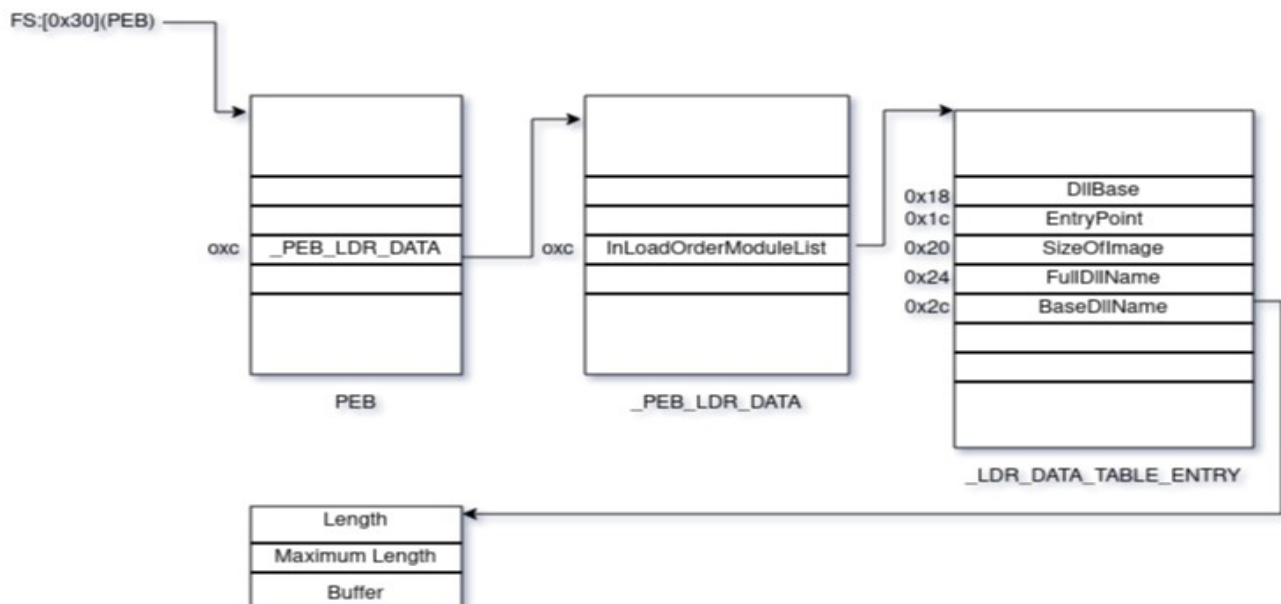 FS:[0x30](PEB)
oxc
_PEB_LDR_DATA
PEB
oxc
InLoadOrderModuleList
_PEB_LDR_DATA
0x18
DllBase
0x1c
EntryPoint
0x20
SizeOfImage
0x24
FullDllName
0x2c
BaseDllName
_LDR_DATA_TABLE_ENTRY
Length
Maximum Length
Buffer